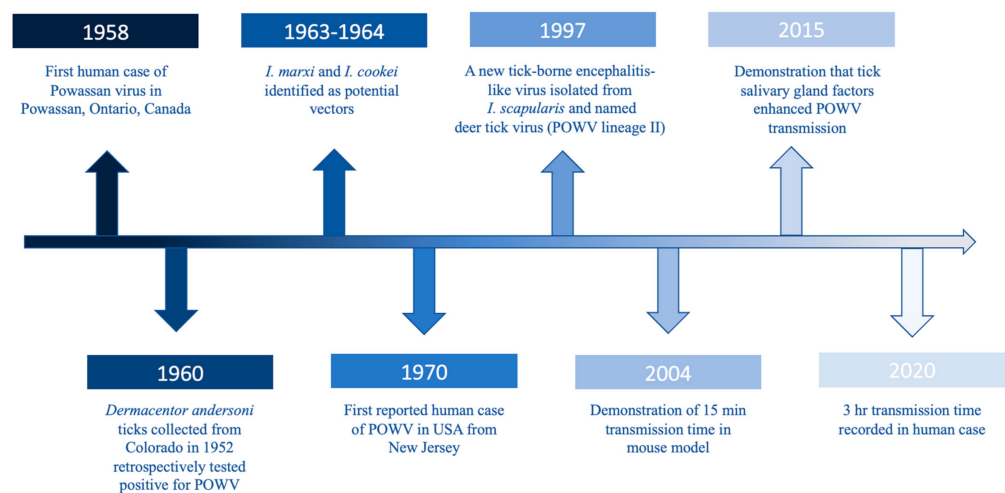 1958
First human case of
Powassan virus in
Powassan, Ontario, Canada
1963-1964
I. marxi and I. cookei
identified as potential
vectors
1997
A new tick-borne encephalitis-
like virus isolated from
I. scapularis and named
deer tick virus (POWV lineage II)
2015
Demonstration that tick
salivary gland factors
enhanced POWV
transmission
1960
Dermacentor andersoni
ticks collected from
Colorado in 1952
retrospectively tested
positive for POWV
1970
First reported human case
of POWV in USA from
New Jersey
2004
Demonstration of 15 min
transmission time in
mouse model
2020
3 hr transmission time
recorded in human case